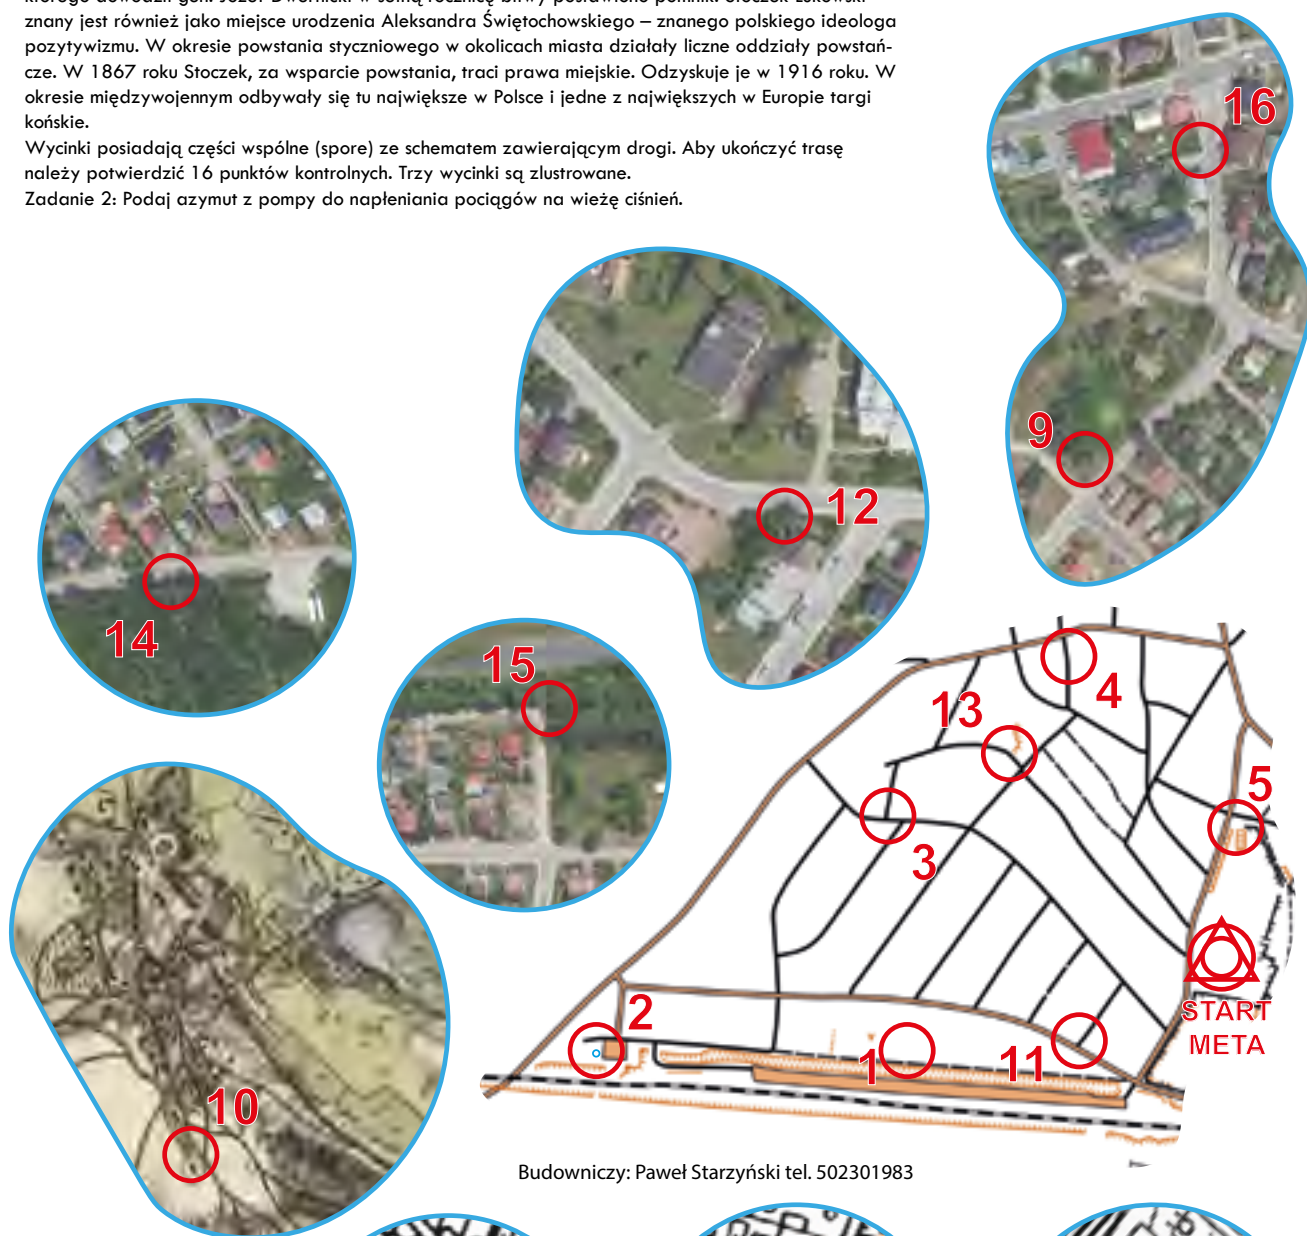 znany jest również jako miejsce urodzenia Aleksandra Świętochowskiego – znanego polskiego ideologa
pozytywizmu. W okresie powstania styczniowego w okolicach miasta działały liczne oddziały powstań-
cze. W 1867 roku Stoczek, za wsparcie powstania, traci prawa miejskie. Odzyskuje je w 1916 roku. W
okresie międzywojennym odbywały się tu największe w Polsce i jedne z największych w Europie targi
końskie.
Wycinki posiadają części wspólne (spore) ze schematem zawierającym drogi. Aby ukończyć trasę
należy potwierdzić 16 punktów kontrolnych. Trzy wycinki są zlustrowane.
Zadanie 2: Podaj azymut z pompy do napłeniania pociągów na wieżę ciśnień.
16
9
12
14
15
4
13
5
3
START
META
2
1
11
10
Budowniczy: Paweł Starzyński tel. 502301983